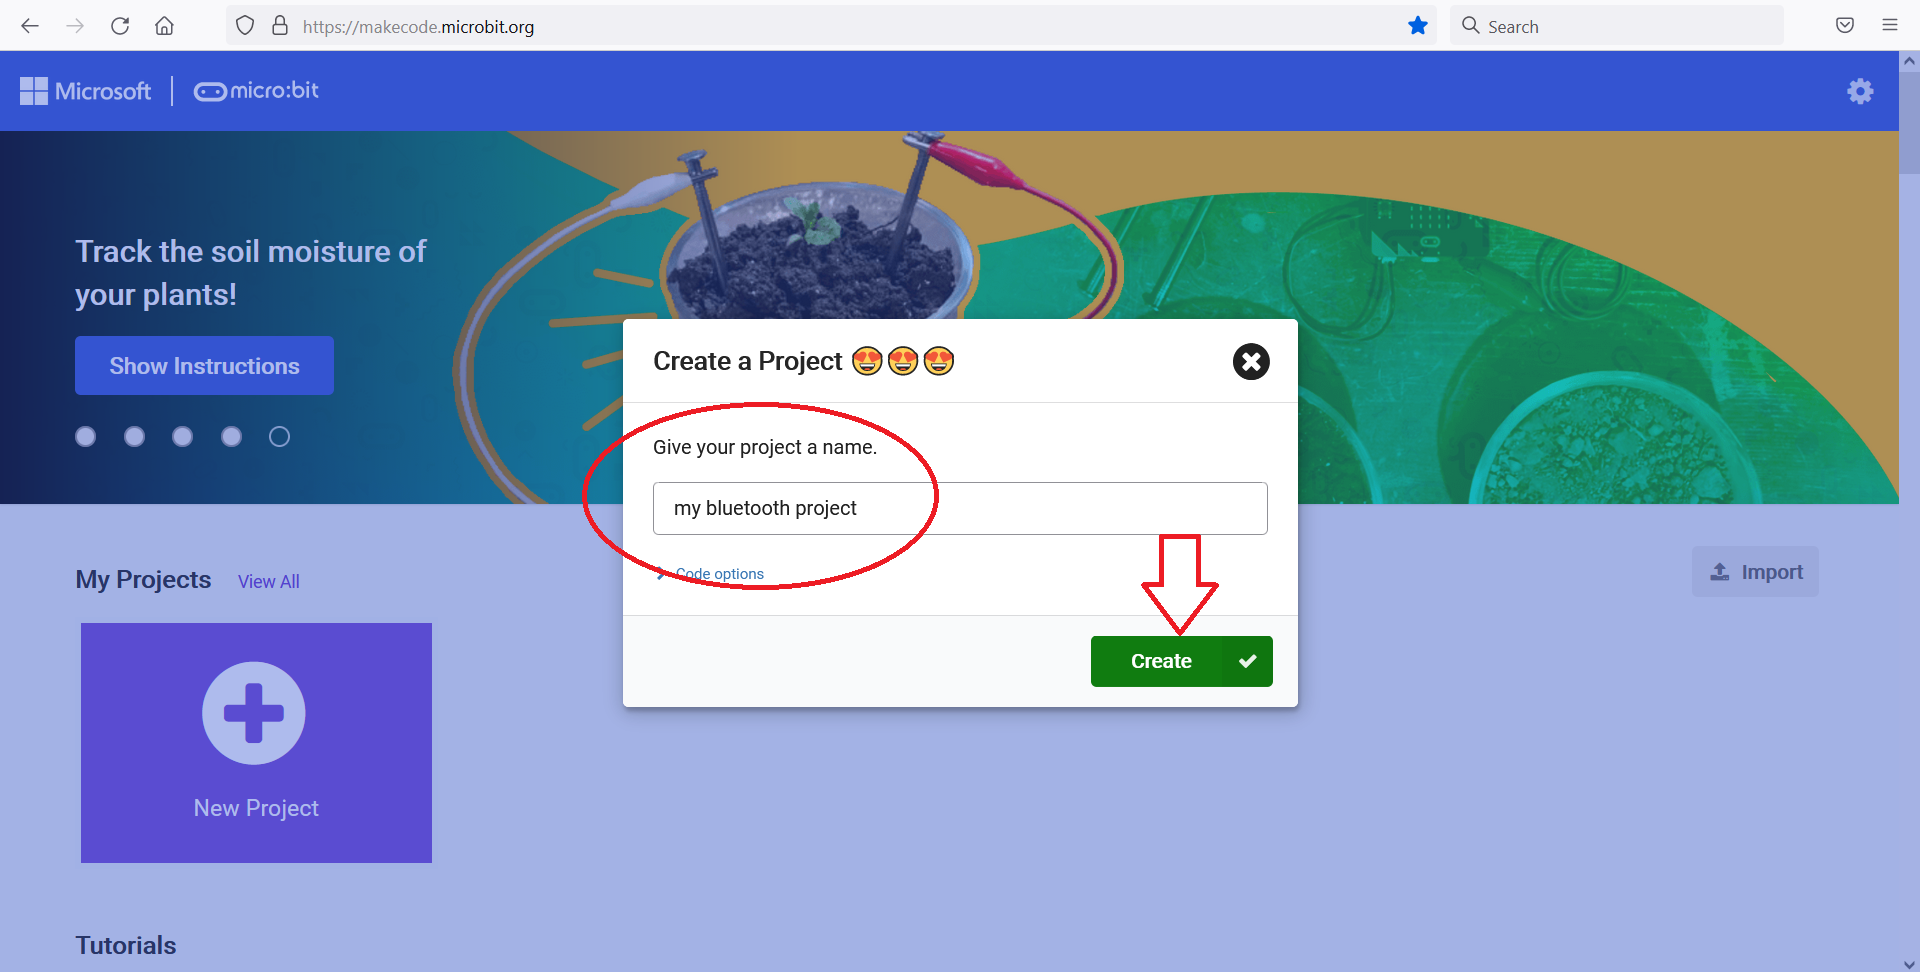 https://makecode.microbit.org
Search
Microsoft | micro:bit
Track the soil moisture of
your plants!
Show Instructions
Create a Project 😍😍😍
Give your project a name.
my bluetooth project
Code options
Create
My Projects View All
Import
New Project
Tutorials